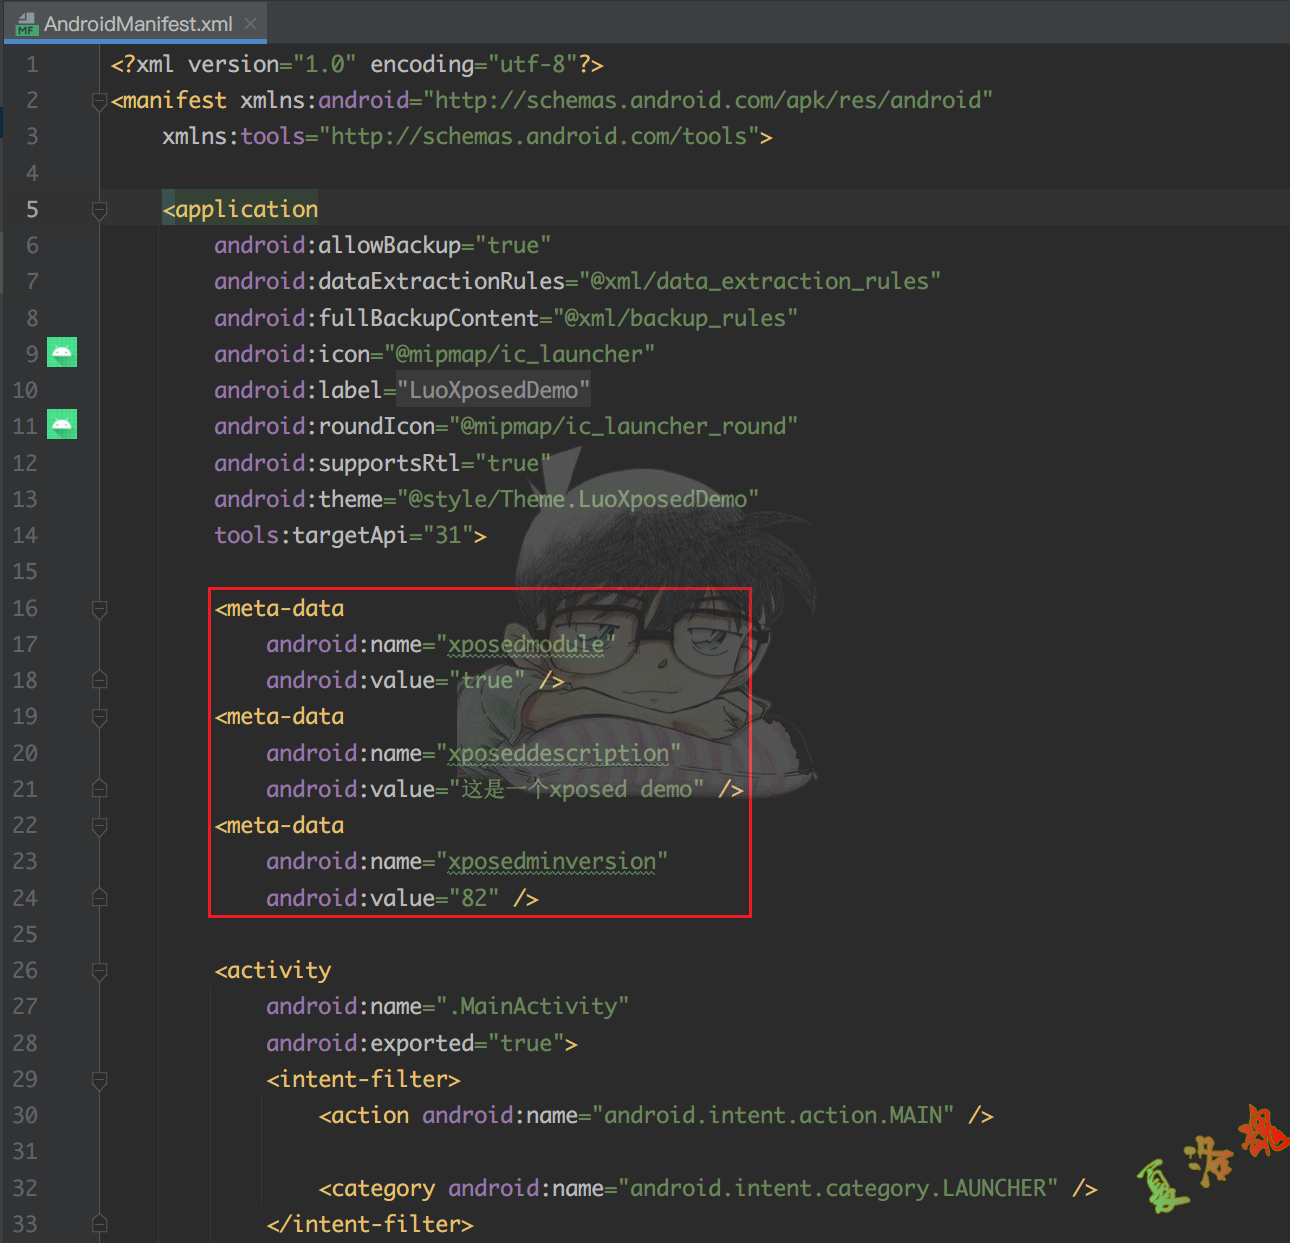 AndroidManifest.xml
1 <?xml version="1.0" encoding="utf-8"?>
2 <manifest xmlns:android="http://schemas.android.com/apk/res/android"
3 xmlns:tools="http://schemas.android.com/tools">
4
5 <application
6 android:allowBackup="true"
7 android:dataExtractionRules="@xml/data_extraction_rules"
8 android:fullBackupContent="@xml/backup_rules"
9 android:icon="@mipmap/ic_launcher"
10 android:label="LuoXposedDemo"
11 android:roundIcon="@mipmap/ic_launcher_round"
12 android:supportsRtl="true"
13 android:theme="@style/Theme.LuoXposedDemo"
14 tools:targetApi="31">
15
16 <meta-data
17 android:name="xposedmodule"
18 android:value="true" />
19 <meta-data
20 android:name="xposeddescription"
21 android:value="这是一个xposed demo" />
22 <meta-data
23 android:name="xposedminversion"
24 android:value="82" />
25
26 <activity
27 android:name=".MainActivity"
28 android:exported="true">
29 <intent-filter>
30 <action android:name="android.intent.action.MAIN" />
31
32 <category android:name="android.intent.category.LAUNCHER" />
33 </intent-filter>
MF
夏洛魂